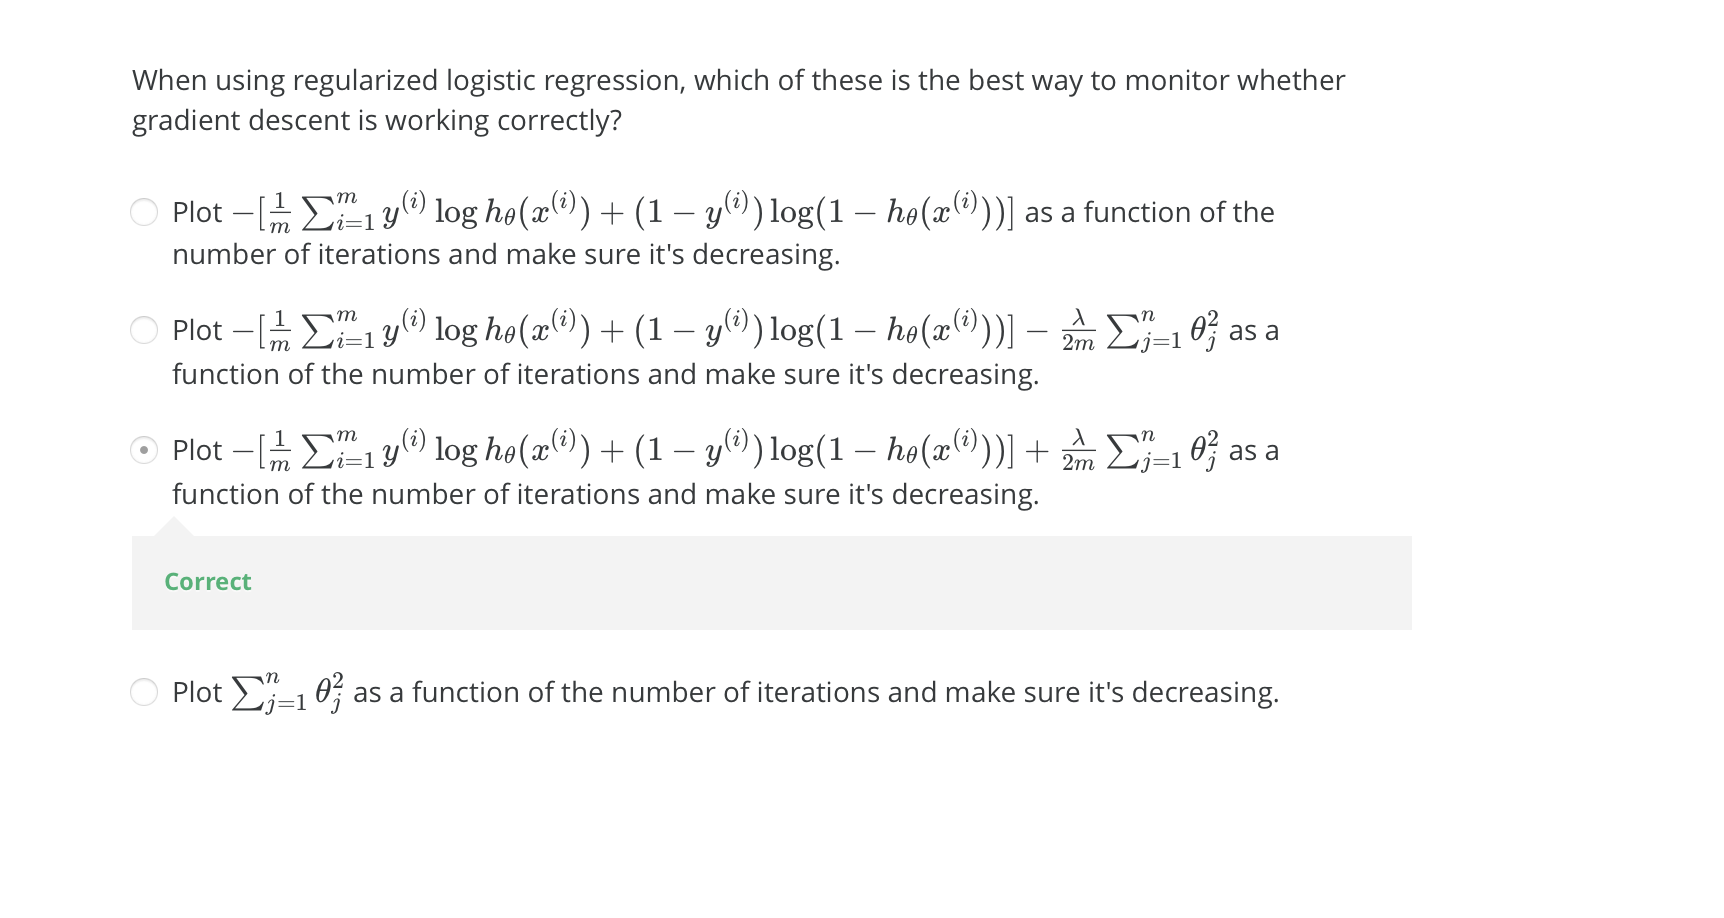 When using regularized logistic regression, which of these is the best way to monitor whether
gradient descent is working correctly?
Plot $-[\frac{1}{m}\sum_{i=1}^{m} y^{(i)} \log h_\theta(x^{(i)}) + (1 - y^{(i)}) \log(1 - h_\theta(x^{(i)}))]$ as a function of the
number of iterations and make sure it's decreasing.
Plot $-[\frac{1}{m}\sum_{i=1}^{m} y^{(i)} \log h_\theta(x^{(i)}) + (1 - y^{(i)}) \log(1 - h_\theta(x^{(i)}))] - \frac{\lambda}{2m}\sum_{j=1}^{n} \theta_j^2$ as a
function of the number of iterations and make sure it's decreasing.
Plot $-[\frac{1}{m}\sum_{i=1}^{m} y^{(i)} \log h_\theta(x^{(i)}) + (1 - y^{(i)}) \log(1 - h_\theta(x^{(i)}))] + \frac{\lambda}{2m}\sum_{j=1}^{n} \theta_j^2$ as a
function of the number of iterations and make sure it's decreasing.
Correct
Plot $\sum_{j=1}^{n} \theta_j^2$ as a function of the number of iterations and make sure it's decreasing.